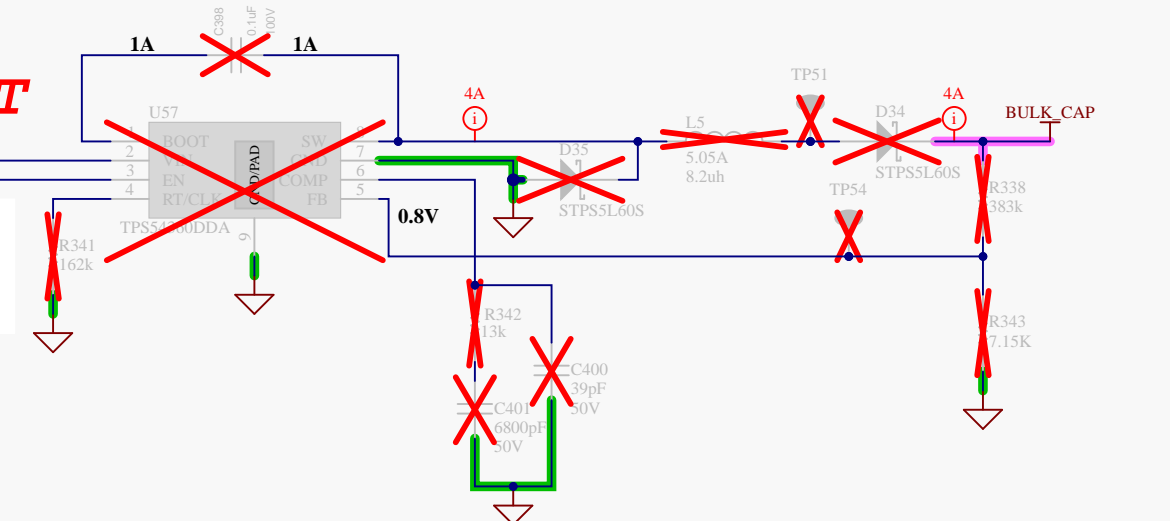 C398
0.1uF
100V
1A
1A
T
U57
4A
i
TP51
D34
4A
i
BULK_CAP
1
BOOT
SW
8
2
VIN
GND
7
3
EN
COMP
6
4
RT/CLK
FB
5
GND/PAD
9
L5
5.05A
8.2uh
STPS5L60S
D35
STPS5L60S
TP54
R338
383k
0.8V
R341
162k
R342
13k
C400
39pF
50V
C401
6800pF
50V
R343
7.15K